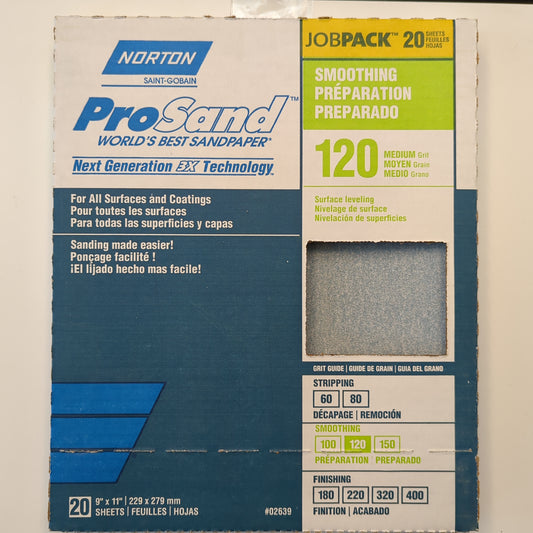 NORTON
SAINT-GOBAIN
ProSand™
WORLD'S BEST SANDPAPER*
Next Generation 3X Technology
For All Surfaces and Coatings
Pour toutes les surfaces
Para todas las superficies y capas
Sanding made easier!
Ponçage facilité !
¡El lijado hecho mas facile!
20 9" x 11" | 229 x 279 mm
SHEETS | FEUILLES | HOJAS
#02639
JOBPACK™ 20 SHEETS
FEUILLES
HOJAS
SMOOTHING
PRÉPARATION
PREPARADO
120 MEDIUM Grit
MOYEN Grain
MEDIO Grano
Surface leveling
Nivelage de surface
Nivelación de superficies
GRIT GUIDE | GUIDE DE GRAIN | GUIA DEL GRANO
STRIPPING
60 80
DÉCAPAGE | REMOCIÓN
SMOOTHING
100 120 150
PRÉPARATION | PREPARADO
FINISHING
180 220 320 400
FINITION | ACABADO